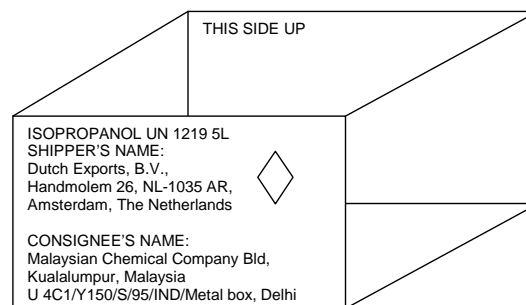 THIS SIDE UP
ISOPROPANOL UN 1219 5L
SHIPPER'S NAME:
Dutch Exports, B.V.,
Handmolem 26, NL-1035 AR,
Amsterdam, The Netherlands
CONSIGNEE'S NAME:
Malaysian Chemical Company Bld,
Kualalumpur, Malaysia
U 4C1/Y150/S/95/IND/Metal box, Delhi